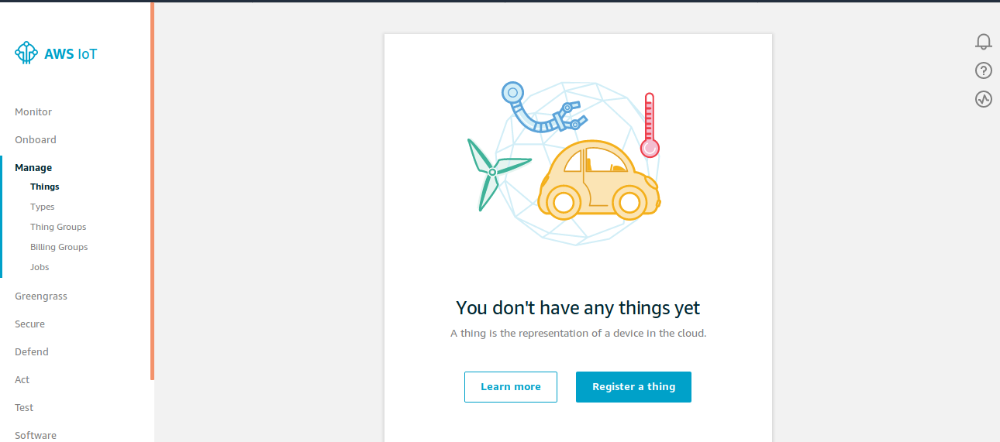 AWS IoT
Monitor
Onboard
Manage
Things
Types
Thing Groups
Billing Groups
Jobs
Greengrass
Secure
Defend
Act
Test
Software
You don't have any things yet
A thing is the representation of a device in the cloud.
Learn more
Register a thing